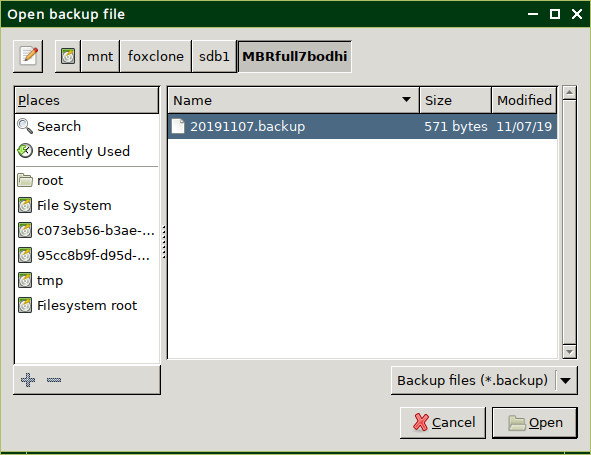 Open backup file
mnt foxclone sdb1 MBRfull7bodhi
Places
Name Size Modified
Search
20191107.backup 571 bytes 11/07/19
Recently Used
root
File System
c073eb56-b3ae-...
95cc8b9f-d95d-...
tmp
Filesystem root
Backup files (*.backup)
Cancel Open